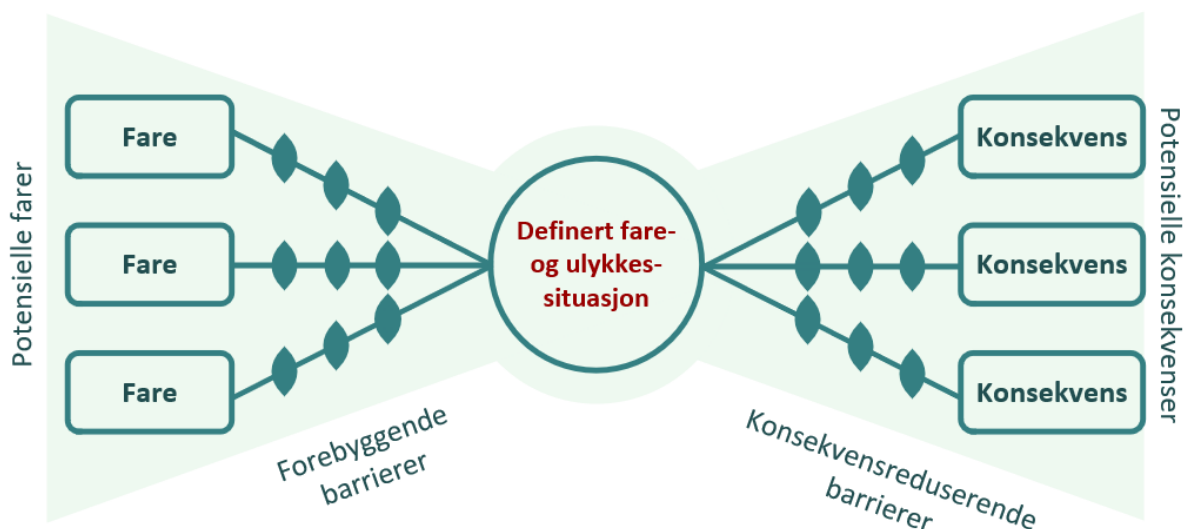 Potensielle farer
Fare
Fare
Fare
Forebyggende
barrierer
Definert fare-
og ulykkes-
situasjon
Konsekvens
Konsekvens
Konsekvens
Konsekvensreduserende
barrierer
Potensielle konsekvenser